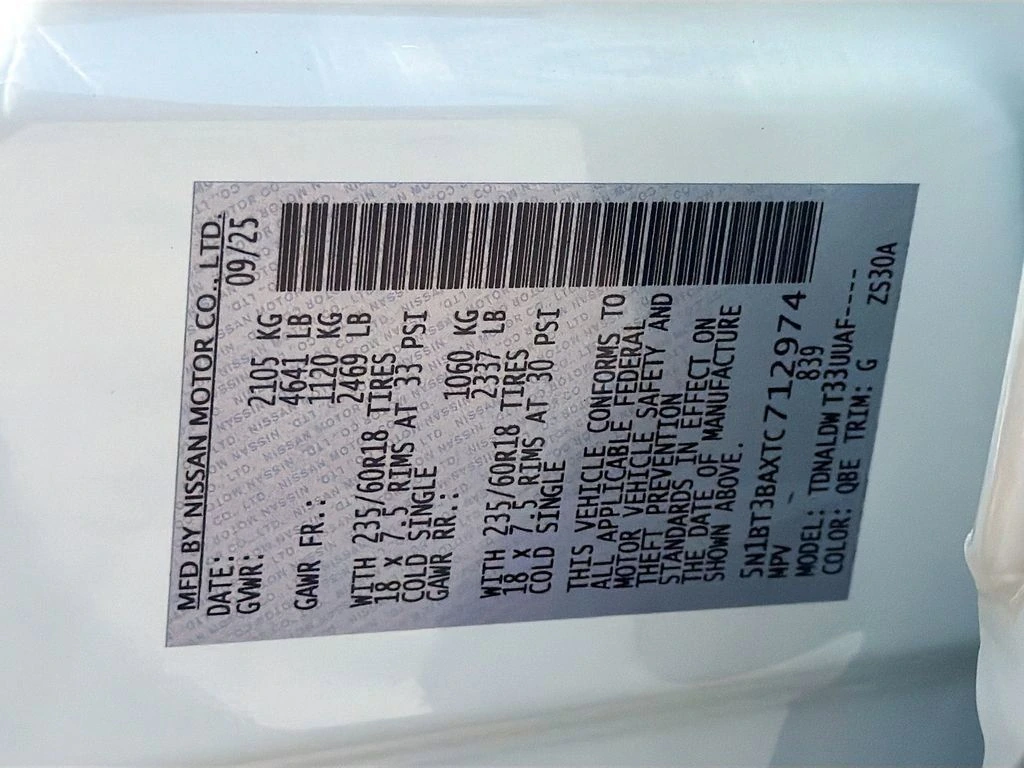 MFD BY NISSAN MOTOR CO., LTD.
DATE: 09/25
GVWR: 2105 KG
4641 LB
GAWR FR.: 1120 KG
2469 LB
WITH 235/60R18 TIRES
18 X 7.5 RIMS AT 33 PSI
COLD SINGLE
GAWR RR.: 1060 KG
2337 LB
WITH 235/60R18 TIRES
18 X 7.5 RIMS AT 30 PSI
COLD SINGLE
THIS VEHICLE CONFORMS TO
ALL APPLICABLE FEDERAL
MOTOR VEHICLE SAFETY AND
THEFT PREVENTION
STANDARDS IN EFFECT ON
THE DATE OF MANUFACTURE
SHOWN ABOVE.
5N1BT3BAXTC712974
MPV - 839
MODEL: TDNALDW T33UUAF----
COLOR: QBE TRIM: G ZS30A